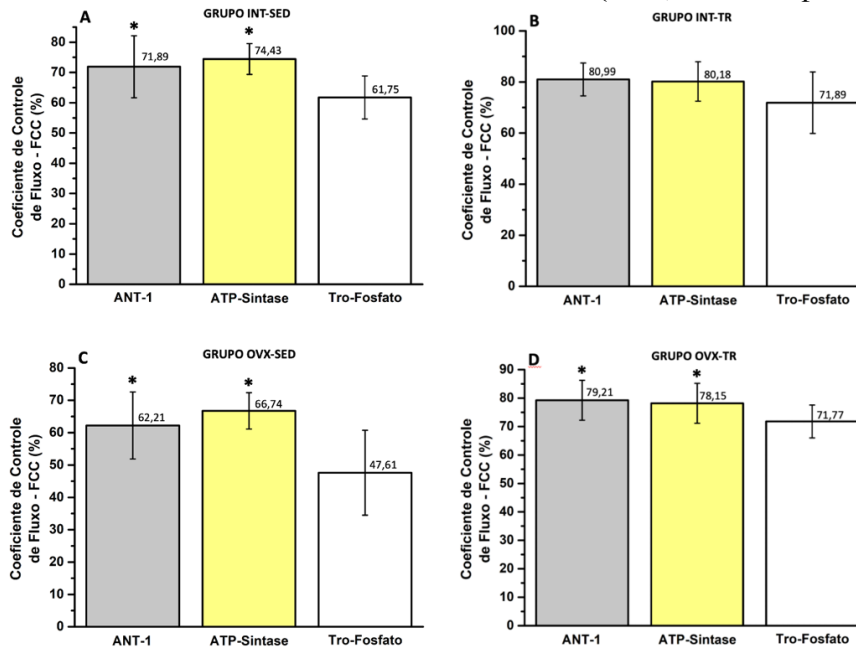 A
GRUPO INT-SED
Coeficiente de Controle
de Fluxo - FCC (%)
80
70
60
50
40
30
20
10
0
*
71,89
*
74,43
61,75
ANT-1
ATP-Sintase
Tro-Fosfato
B
GRUPO INT-TR
Coeficiente de Controle
de Fluxo - FCC (%)
100
80
60
40
20
0
80,99
80,18
71,89
ANT-1
ATP-Sintase
Tro-Fosfato
C
GRUPO OVX-SED
Coeficiente de Controle
de Fluxo - FCC (%)
80
70
60
50
40
30
20
10
0
*
62,21
*
66,74
47,61
ANT-1
ATP-Sintase
Tro-Fosfato
D
GRUPO OVX-TR
Coeficiente de Controle
de Fluxo - FCC (%)
90
80
70
60
50
40
30
20
10
0
*
79,21
*
78,15
71,77
ANT-1
ATP-Sintase
Tro-Fosfato